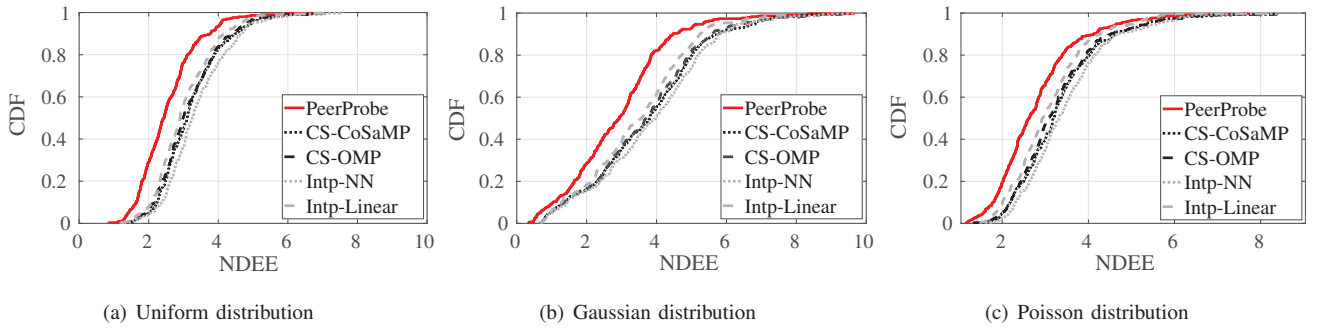 1
0.8
0.6
0.4
0.2
0
CDF
0 2 4 6 8 10
NDEE
PeerProbe
CS-CoSaMP
CS-OMP
Intp-NN
Intp-Linear
(a) Uniform distribution
1
0.8
0.6
0.4
0.2
0
CDF
0 2 4 6 8 10
NDEE
PeerProbe
CS-CoSaMP
CS-OMP
Intp-NN
Intp-Linear
(b) Gaussian distribution
1
0.8
0.6
0.4
0.2
0
CDF
2 4 6 8
NDEE
PeerProbe
CS-CoSaMP
CS-OMP
Intp-NN
Intp-Linear
(c) Poisson distribution